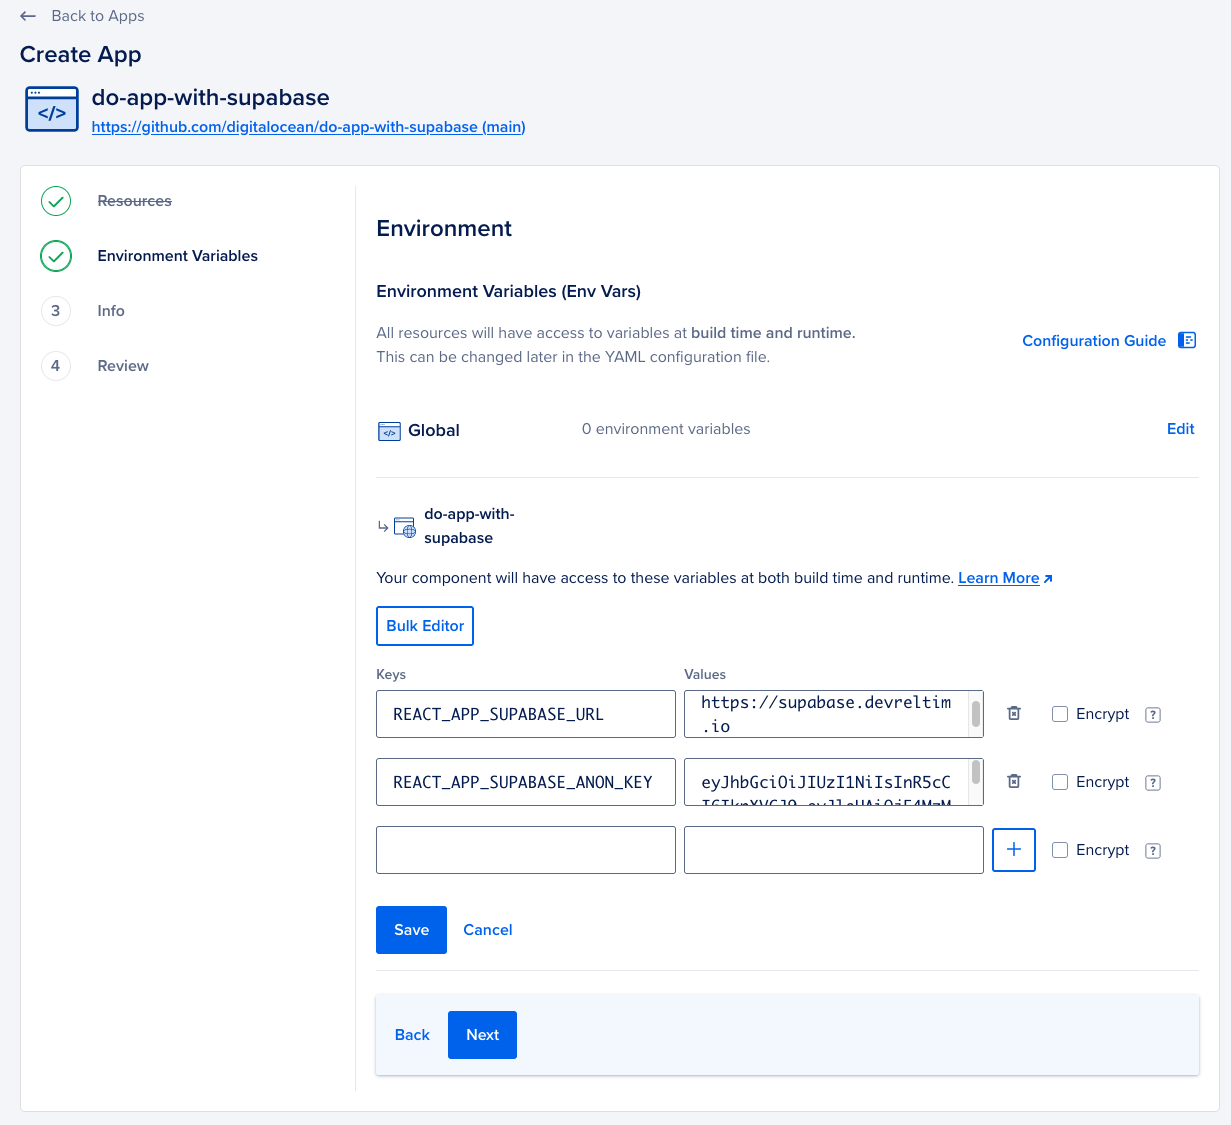 ← Back to Apps
Create App
</>
do-app-with-supabase
https://github.com/digitalocean/do-app-with-supabase (main)
Resources
Environment Variables
3 Info
4 Review
Environment
Environment Variables (Env Vars)
All resources will have access to variables at build time and runtime.
This can be changed later in the YAML configuration file.
Configuration Guide
Global 0 environment variables Edit
do-app-with-
supabase
Your component will have access to these variables at both build time and runtime. Learn More
Bulk Editor
Keys Values
REACT_APP_SUPABASE_URL https://supabase.devreltim
.io
Encrypt ?
REACT_APP_SUPABASE_ANON_KEY eyJhbGciOiJIUzI1NiIsInR5cC
Encrypt ?
+ Encrypt ?
Save Cancel
Back Next